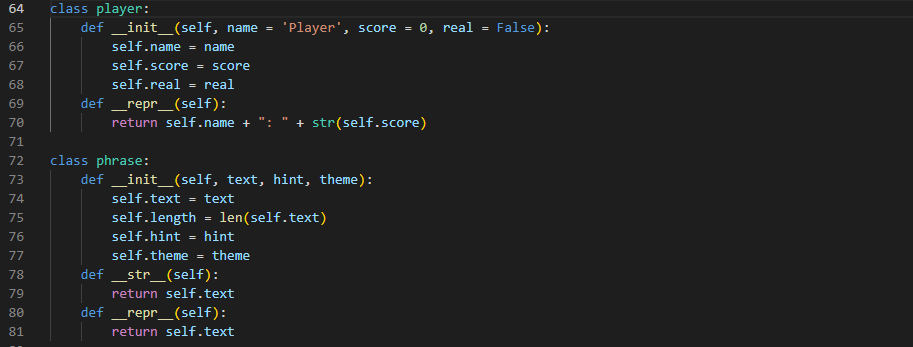 64 class player:
65     def __init__(self, name = 'Player', score = 0, real = False):
66         self.name = name
67         self.score = score
68         self.real = real
69     def __repr__(self):
70         return self.name + ": " + str(self.score)
71
72 class phrase:
73     def __init__(self, text, hint, theme):
74         self.text = text
75         self.length = len(self.text)
76         self.hint = hint
77         self.theme = theme
78     def __str__(self):
79         return self.text
80     def __repr__(self):
81         return self.text